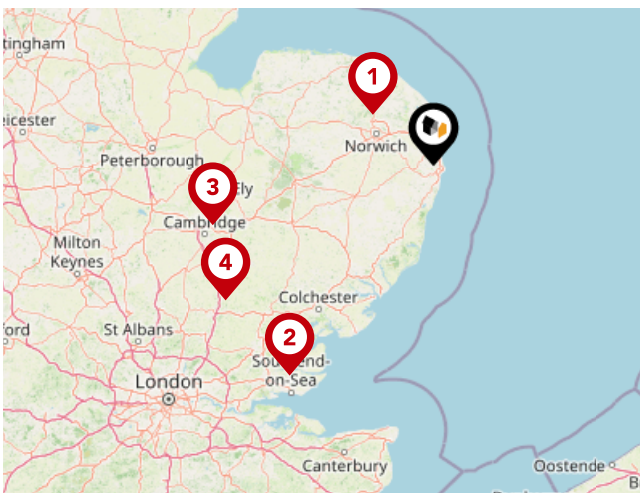 tingham
1
eicester
Norwich
Peterborough
3
Ely
Cambridge
Milton
Keynes
4
Colchester
ford
St Albans
2
Southend-
on-Sea
London
Canterbury
Oostende
B